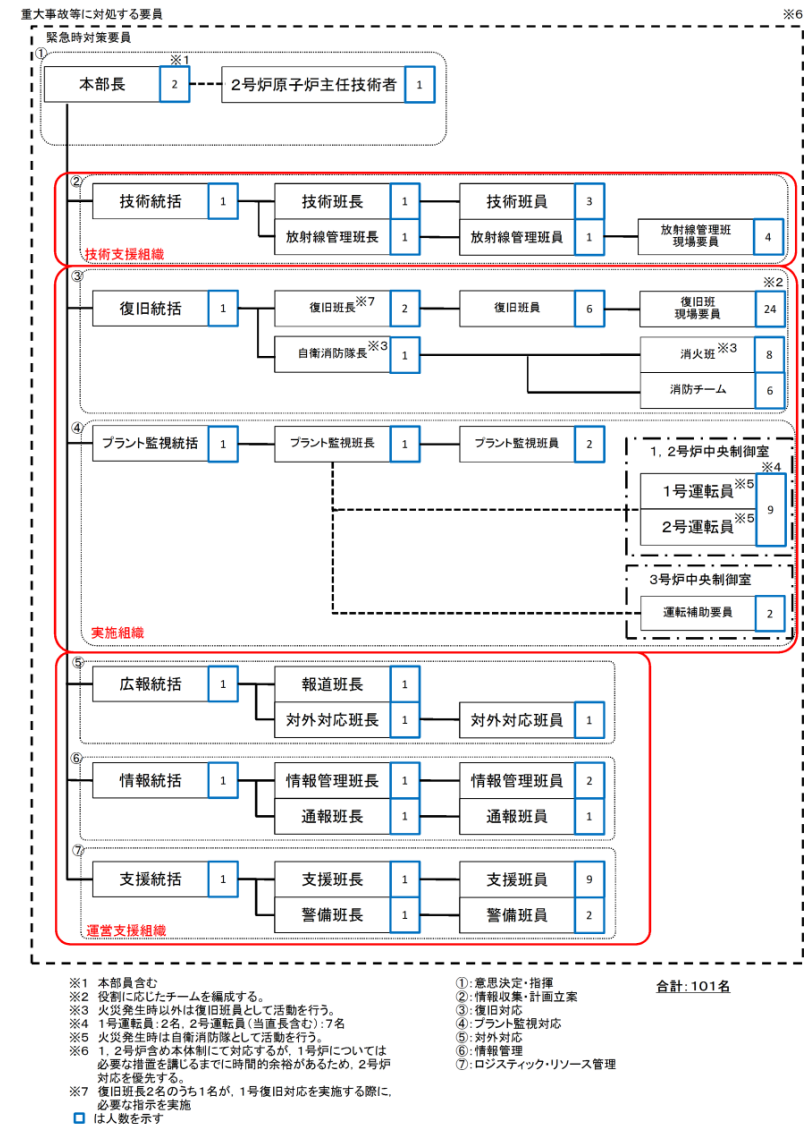 重大事故等に対処する要員 ※6
緊急時対策要員
① ※1
本部長 2 2号炉原子炉主任技術者 1
②
技術統括 1 技術班長 1 技術班員 3
放射線管理班長 1 放射線管理班員 1 放射線管理班
現場要員 4
技術支援組織
③ ※2
復旧統括 1 復旧班長※7 2 復旧班員 6 復旧班
現場要員 24
自衛消防隊長※3 1 消火班※3 8
消防チーム 6
④
プラント監視統括 1 プラント監視班長 1 プラント監視班員 2
1,2号炉中央制御室
※4
1号運転員※5 9
2号運転員※5
3号炉中央制御室
運転補助要員 2
実施組織
⑤
広報統括 1 報道班長 1
対外対応班長 1 対外対応班員 1
⑥
情報統括 1 情報管理班長 1 情報管理班員 2
通報班長 1 通報班員 1
⑦
支援統括 1 支援班長 1 支援班員 9
警備班長 1 警備班員 2
運営支援組織
※1 本部員含む
※2 役割に応じたチームを編成する。
※3 火災発生時以外は復旧班員として活動を行う。
※4 1号運転員:2名,2号運転員(当直長含む):7名
※5 火災発生時は自衛消防隊として活動を行う。
※6 1,2号炉含め本体制にて対応するが,1号炉については
必要な措置を講じるまでに時間的余裕があるため,2号炉
対応を優先する。
※7 復旧班長2名のうち1名が,1号復旧対応を実施する際に,
必要な指示を実施
は人数を示す
①:意思決定・指揮
②:情報収集・計画立案
③:復旧対応
④:プラント監視対応
⑤:対外対応
⑥:情報管理
⑦:ロジスティック・リソース管理
合計:101名